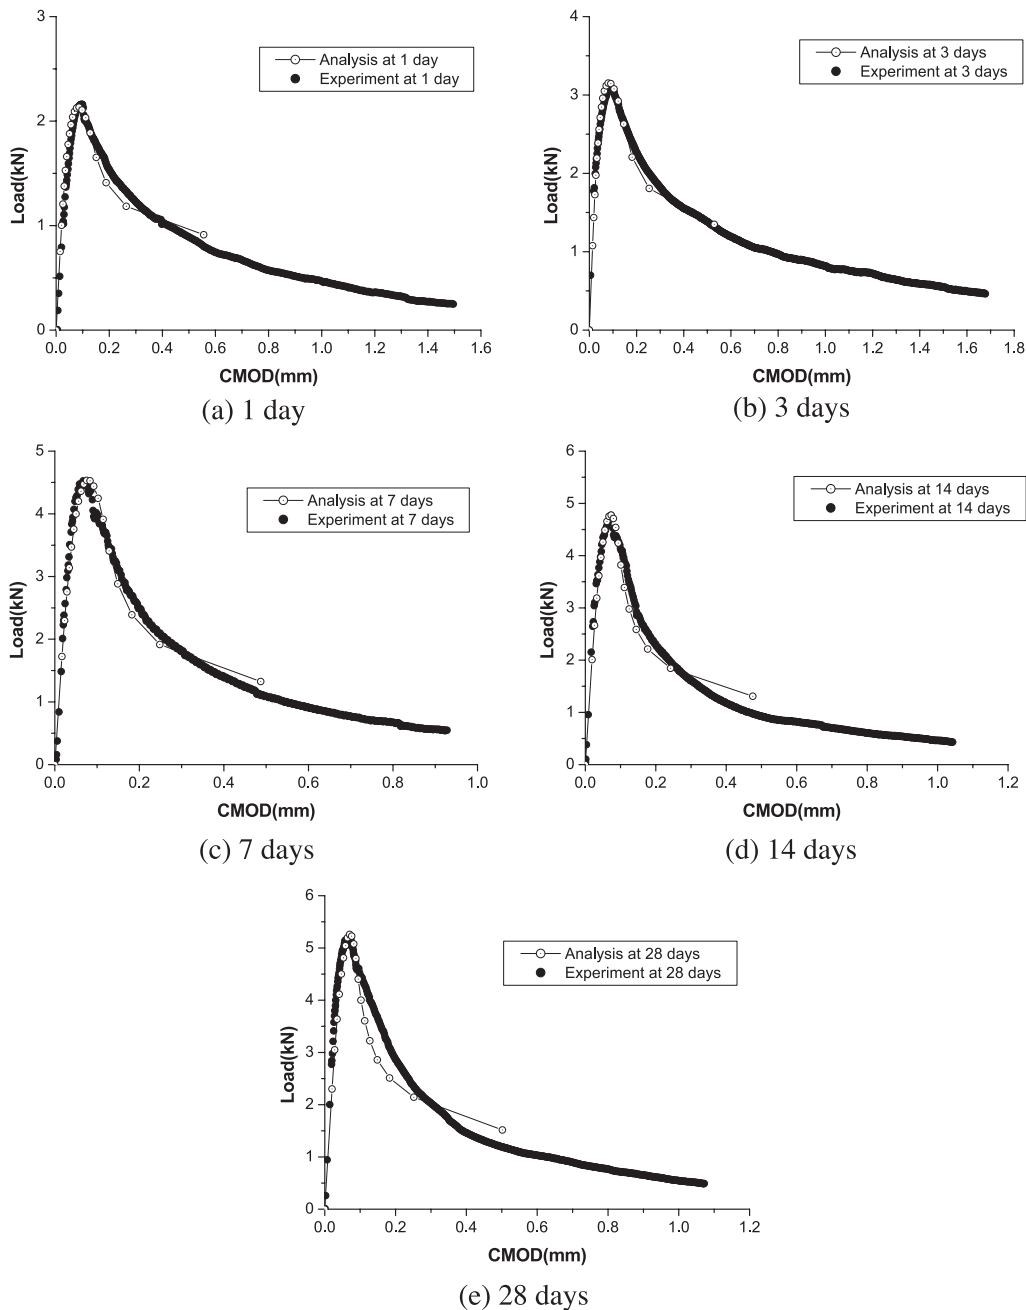 3
2
1
0
Load(kN)
Analysis at 1 day
Experiment at 1 day
0.0 0.2 0.4 0.6 0.8 1.0 1.2 1.4 1.6
CMOD(mm)
(a) 1 day
4
3
2
1
0
Load(kN)
Analysis at 3 days
Experiment at 3 days
0.0 0.2 0.4 0.6 0.8 1.0 1.2 1.4 1.6 1.8
CMOD(mm)
(b) 3 days
5
4
3
2
1
0
Load(kN)
Analysis at 7 days
Experiment at 7 days
0.0 0.2 0.4 0.6 0.8 1.0
CMOD(mm)
(c) 7 days
6
5
4
3
2
1
0
Load(kN)
Analysis at 14 days
Experiment at 14 days
0.0 0.2 0.4 0.6 0.8 1.0 1.2
CMOD(mm)
(d) 14 days
6
5
4
3
2
1
0
Load(kN)
Analysis at 28 days
Experiment at 28 days
0.0 0.2 0.4 0.6 0.8 1.0 1.2
CMOD(mm)
(e) 28 days